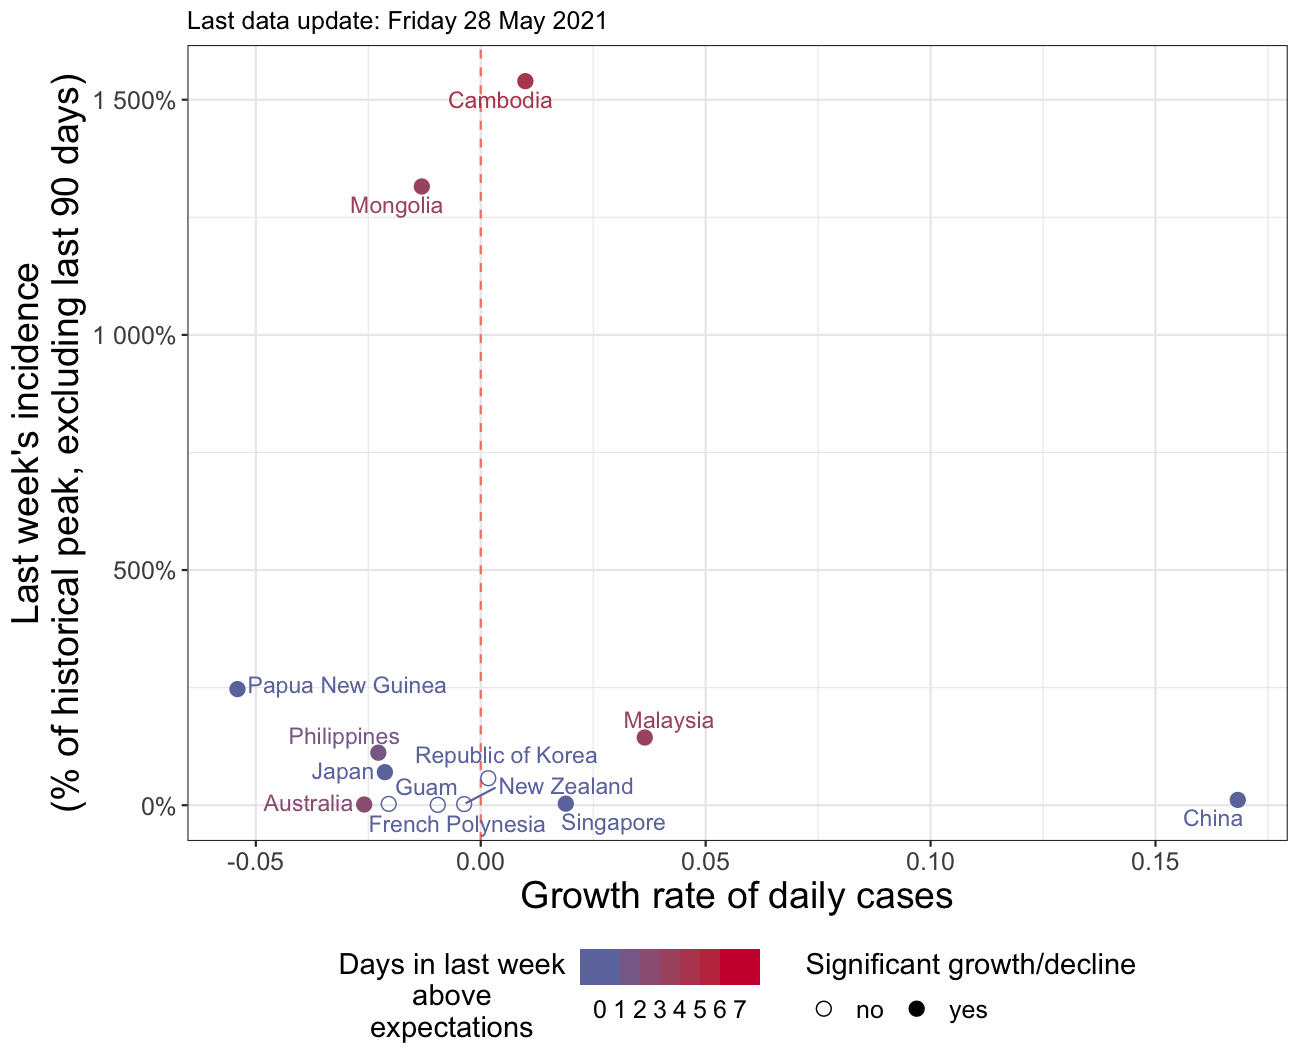 Last data update: Friday 28 May 2021
Last week's incidence
(% of historical peak, excluding last 90 days)
1 500%
1 000%
500%
0%
Cambodia
Mongolia
Papua New Guinea
Malaysia
Philippines
Republic of Korea
Japan
Guam
New Zealand
Australia
French Polynesia
Singapore
China
-0.05
0.00
0.05
0.10
0.15
Growth rate of daily cases
Days in last week
above
expectations
0 1 2 3 4 5 6 7
Significant growth/decline
no
yes